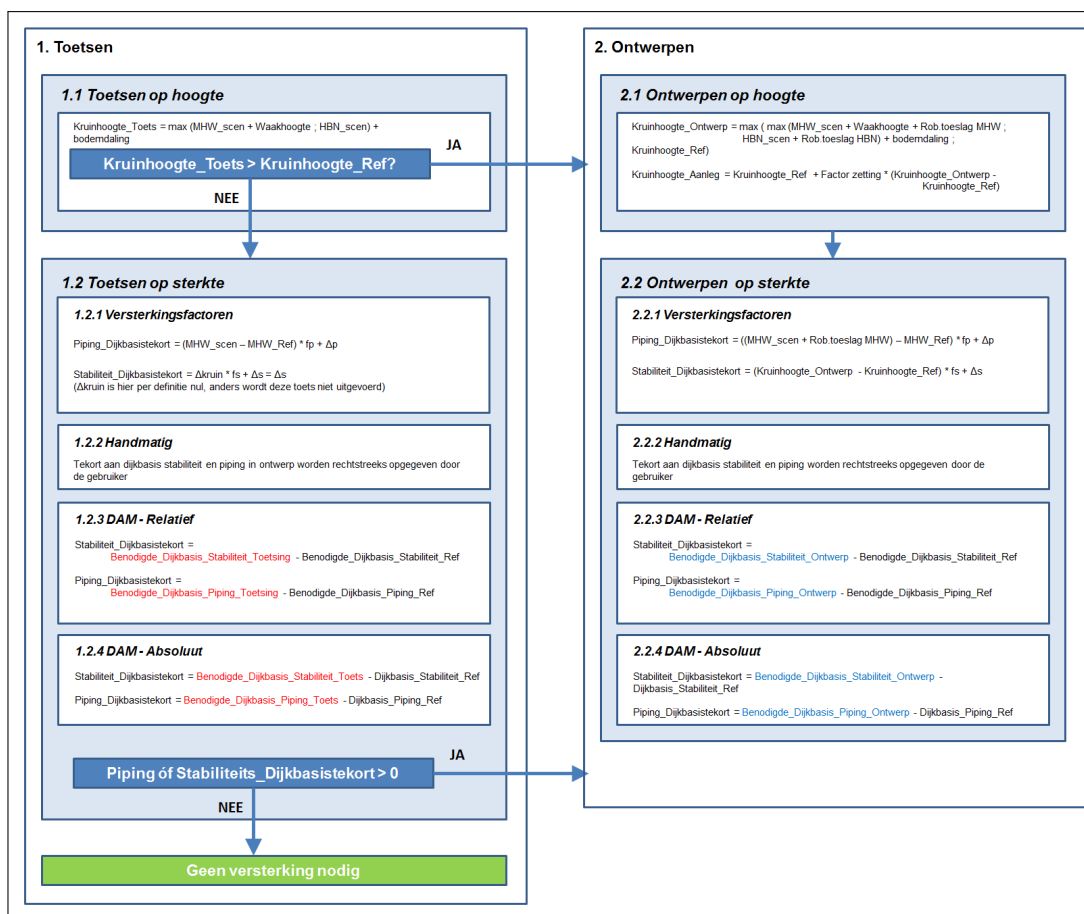 1. Toetsen
1.1 Toetsen op hoogte
Kruinhoogte_Toets = max (MHW_scen + Waakhoogte ; HBN_scen) +
bodemdaling
Kruinhoogte_Toets > Kruinhoogte_Ref?
JA
NEE
1.2 Toetsen op sterkte
1.2.1 Versterkingsfactoren
Piping_Dijkbasistekort = (MHW_scen – MHW_Ref) * fp + Δp
Stabiliteit_Dijkbasistekort = Δkruin * fs + Δs = Δs
(Δkruin is hier per definitie nul, anders wordt deze toets niet uitgevoerd)
1.2.2 Handmatig
Tekort aan dijkbasis stabiliteit en piping in ontwerp worden rechtstreeks opgegeven door
de gebruiker
1.2.3 DAM - Relatief
Stabiliteit_Dijkbasistekort =
Benodigde_Dijkbasis_Stabiliteit_Toetsing - Benodigde_Dijkbasis_Stabiliteit_Ref
Piping_Dijkbasistekort =
Benodigde_Dijkbasis_Piping_Toetsing - Benodigde_Dijkbasis_Piping_Ref
1.2.4 DAM - Absoluut
Stabiliteit_Dijkbasistekort = Benodigde_Dijkbasis_Stabiliteit_Toets - Dijkbasis_Stabiliteit_Ref
Piping_Dijkbasistekort = Benodigde_Dijkbasis_Piping_Toets - Dijkbasis_Piping_Ref
Piping óf Stabiliteits_Dijkbasistekort > 0
JA
NEE
Geen versterking nodig
2. Ontwerpen
2.1 Ontwerpen op hoogte
Kruinhoogte_Ontwerp = max ( max (MHW_scen + Waakhoogte + Rob.toeslag MHW ;
HBN_scen + Rob.toeslag HBN) + bodemdaling ;
Kruinhoogte_Ref)
Kruinhoogte_Aanleg = Kruinhoogte_Ref + Factor zetting * (Kruinhoogte_Ontwerp -
Kruinhoogte_Ref)
2.2 Ontwerpen op sterkte
2.2.1 Versterkingsfactoren
Piping_Dijkbasistekort = ((MHW_scen + Rob.toeslag MHW) – MHW_Ref) * fp + Δp
Stabiliteit_Dijkbasistekort = (Kruinhoogte_Ontwerp - Kruinhoogte_Ref) * fs + Δs
2.2.2 Handmatig
Tekort aan dijkbasis stabiliteit en piping worden rechtstreeks opgegeven door de
gebruiker
2.2.3 DAM - Relatief
Stabiliteit_Dijkbasistekort =
Benodigde_Dijkbasis_Stabiliteit_Ontwerp - Benodigde_Dijkbasis_Stabiliteit_Ref
Piping_Dijkbasistekort =
Benodigde_Dijkbasis_Piping_Ontwerp - Benodigde_Dijkbasis_Piping_Ref
2.2.4 DAM - Absoluut
Stabiliteit_Dijkbasistekort = Benodigde_Dijkbasis_Stabiliteit_Ontwerp -
Dijkbasis_Stabiliteit_Ref
Piping_Dijkbasistekort = Benodigde_Dijkbasis_Piping_Ontwerp - Dijkbasis_Piping_Ref